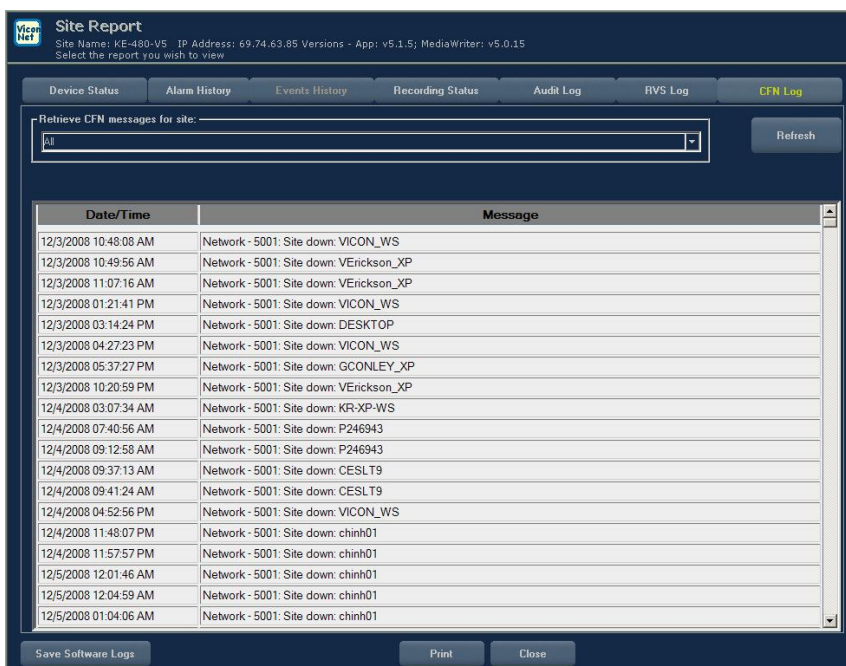 Vicon
Net
Site Report
Site Name: KE-480-V5 IP Address: 69.74.63.85 Versions - App: v5.1.5; MediaWriter: v5.0.15
Select the report you wish to view
Device Status Alarm History Events History Recording Status Audit Log RVS Log CFN Log
Retrieve CFN messages for site:
All
Refresh
Date/Time Message
12/3/2008 10:48:08 AM Network - 5001: Site down: VICON_WS
12/3/2008 10:49:56 AM Network - 5001: Site down: VErickson_XP
12/3/2008 11:07:16 AM Network - 5001: Site down: VErickson_XP
12/3/2008 01:21:41 PM Network - 5001: Site down: VICON_WS
12/3/2008 03:14:24 PM Network - 5001: Site down: DESKTOP
12/3/2008 04:27:23 PM Network - 5001: Site down: VICON_WS
12/3/2008 05:37:27 PM Network - 5001: Site down: GCONLEY_XP
12/3/2008 10:20:59 PM Network - 5001: Site down: VErickson_XP
12/4/2008 03:07:34 AM Network - 5001: Site down: KR-XP-WS
12/4/2008 07:40:56 AM Network - 5001: Site down: P246943
12/4/2008 09:12:58 AM Network - 5001: Site down: P246943
12/4/2008 09:37:13 AM Network - 5001: Site down: CESLT9
12/4/2008 09:41:24 AM Network - 5001: Site down: CESLT9
12/4/2008 04:52:56 PM Network - 5001: Site down: VICON_WS
12/4/2008 11:48:07 PM Network - 5001: Site down: chinh01
12/4/2008 11:57:57 PM Network - 5001: Site down: chinh01
12/5/2008 12:01:46 AM Network - 5001: Site down: chinh01
12/5/2008 12:04:59 AM Network - 5001: Site down: chinh01
12/5/2008 01:04:06 AM Network - 5001: Site down: chinh01
Save Software Logs Print Close